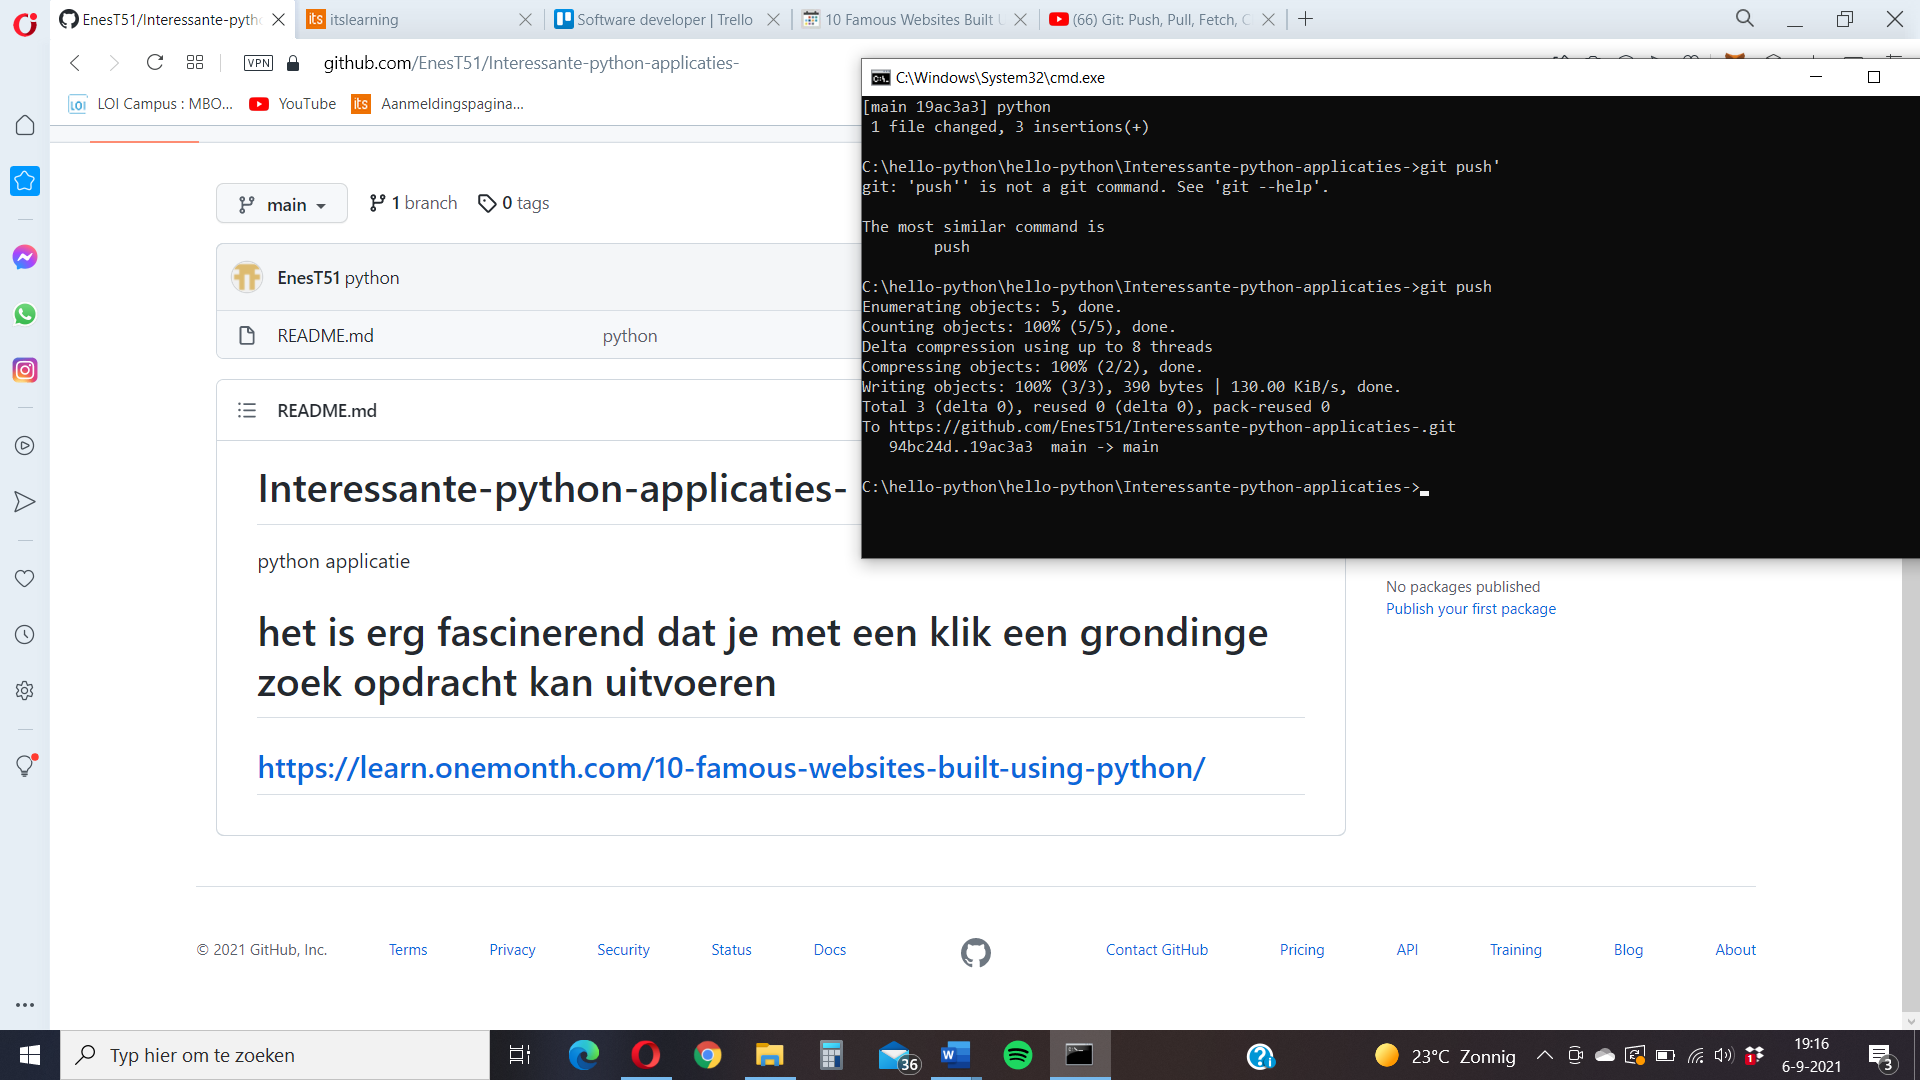 EnesT51/Interessante-pytho
itslearning
Software developer | Trello
10 Famous Websites Built U
(66) Git: Push, Pull, Fetch, C
VPN
github.com/EnesT51/Interessante-python-applicaties-
LOI Campus : MBO...
YouTube
Aanmeldingspagina...
main
1 branch
0 tags
EnesT51 python
README.md
python
README.md
Interessante-python-applicaties-
python applicatie
het is erg fascinerend dat je met een klik een grondinge
zoek opdracht kan uitvoeren
https://learn.onemonth.com/10-famous-websites-built-using-python/
C:\Windows\System32\cmd.exe
[main 19ac3a3] python
1 file changed, 3 insertions(+)
C:\hello-python\hello-python\Interessante-python-applicaties->git push'
git: 'push'' is not a git command. See 'git --help'.
The most similar command is
push
C:\hello-python\hello-python\Interessante-python-applicaties->git push
Enumerating objects: 5, done.
Counting objects: 100% (5/5), done.
Delta compression using up to 8 threads
Compressing objects: 100% (2/2), done.
Writing objects: 100% (3/3), 390 bytes | 130.00 KiB/s, done.
Total 3 (delta 0), reused 0 (delta 0), pack-reused 0
To https://github.com/EnesT51/Interessante-python-applicaties-.git
94bc24d..19ac3a3  main -> main
C:\hello-python\hello-python\Interessante-python-applicaties->
No packages published
Publish your first package
© 2021 GitHub, Inc.
Terms
Privacy
Security
Status
Docs
Contact GitHub
Pricing
API
Training
Blog
About
Typ hier om te zoeken
36
23°C Zonnig
19:16
6-9-2021
3